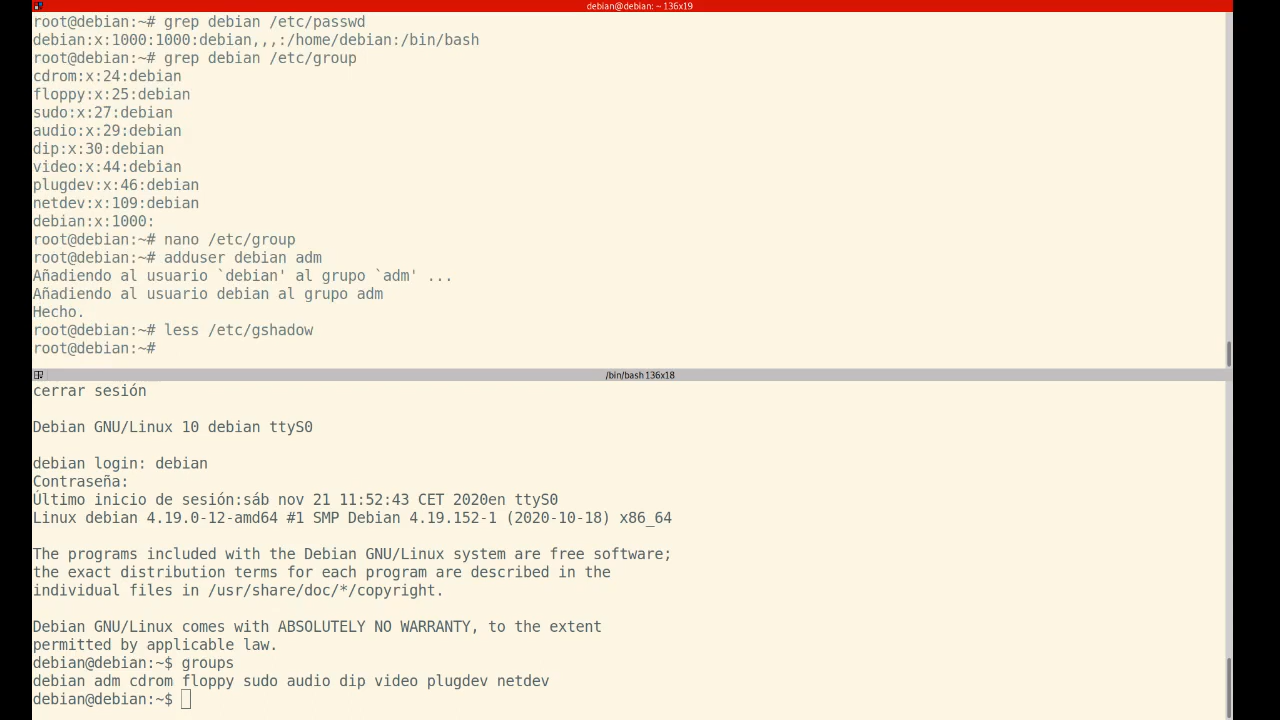 debian@debian: ~ 136x19
root@debian:~# grep debian /etc/passwd
debian:x:1000:1000:debian,,,:/home/debian:/bin/bash
root@debian:~# grep debian /etc/group
cdrom:x:24:debian
floppy:x:25:debian
sudo:x:27:debian
audio:x:29:debian
dip:x:30:debian
video:x:44:debian
plugdev:x:46:debian
netdev:x:109:debian
debian:x:1000:
root@debian:~# nano /etc/group
root@debian:~# adduser debian adm
Añadiendo al usuario `debian' al grupo `adm' ...
Añadiendo al usuario debian al grupo adm
Hecho.
root@debian:~# less /etc/gshadow
root@debian:~#
/bin/bash 136x18
cerrar sesión
Debian GNU/Linux 10 debian ttyS0
debian login: debian
Contraseña:
Último inicio de sesión:sáb nov 21 11:52:43 CET 2020en ttyS0
Linux debian 4.19.0-12-amd64 #1 SMP Debian 4.19.152-1 (2020-10-18) x86_64
The programs included with the Debian GNU/Linux system are free software;
the exact distribution terms for each program are described in the
individual files in /usr/share/doc/*/copyright.
Debian GNU/Linux comes with ABSOLUTELY NO WARRANTY, to the extent
permitted by applicable law.
debian@debian:~$ groups
debian adm cdrom floppy sudo audio dip video plugdev netdev
debian@debian:~$